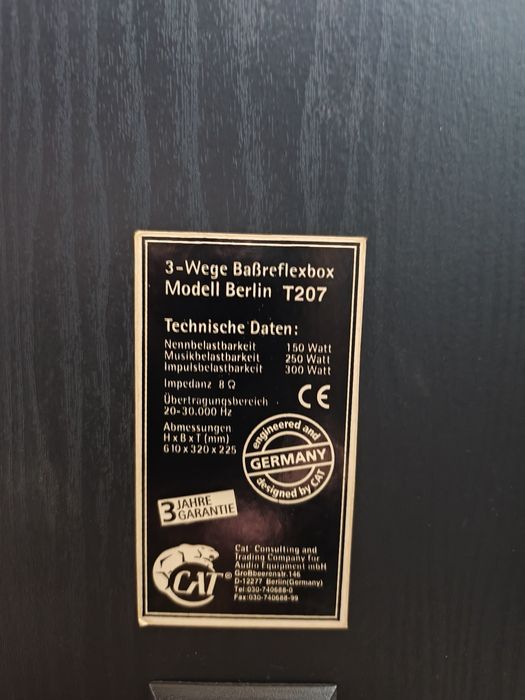 3-Wege Baßreflexbox
Modell Berlin T207
Technische Daten:
Nennbelastbarkeit 150 Watt
Musikbelastbarkeit 250 Watt
Impulsbelastbarkeit 300 Watt
Impedanz 8 Ω
Übertragungsbereich
20-30.000 Hz
CE
Abmessungen
H x B x T (mm)
610 x 320 x 225
engineered and
GERMANY
designed by CAT
3 JAHRE
GARANTIE
CAT®
Cat Consulting and
Trading Company for
Audio Equipment mbH
Großbeerenstr.146
D-12277 Berlin(Germany)
Tel:030-740688-0
Fax:030-740688-99